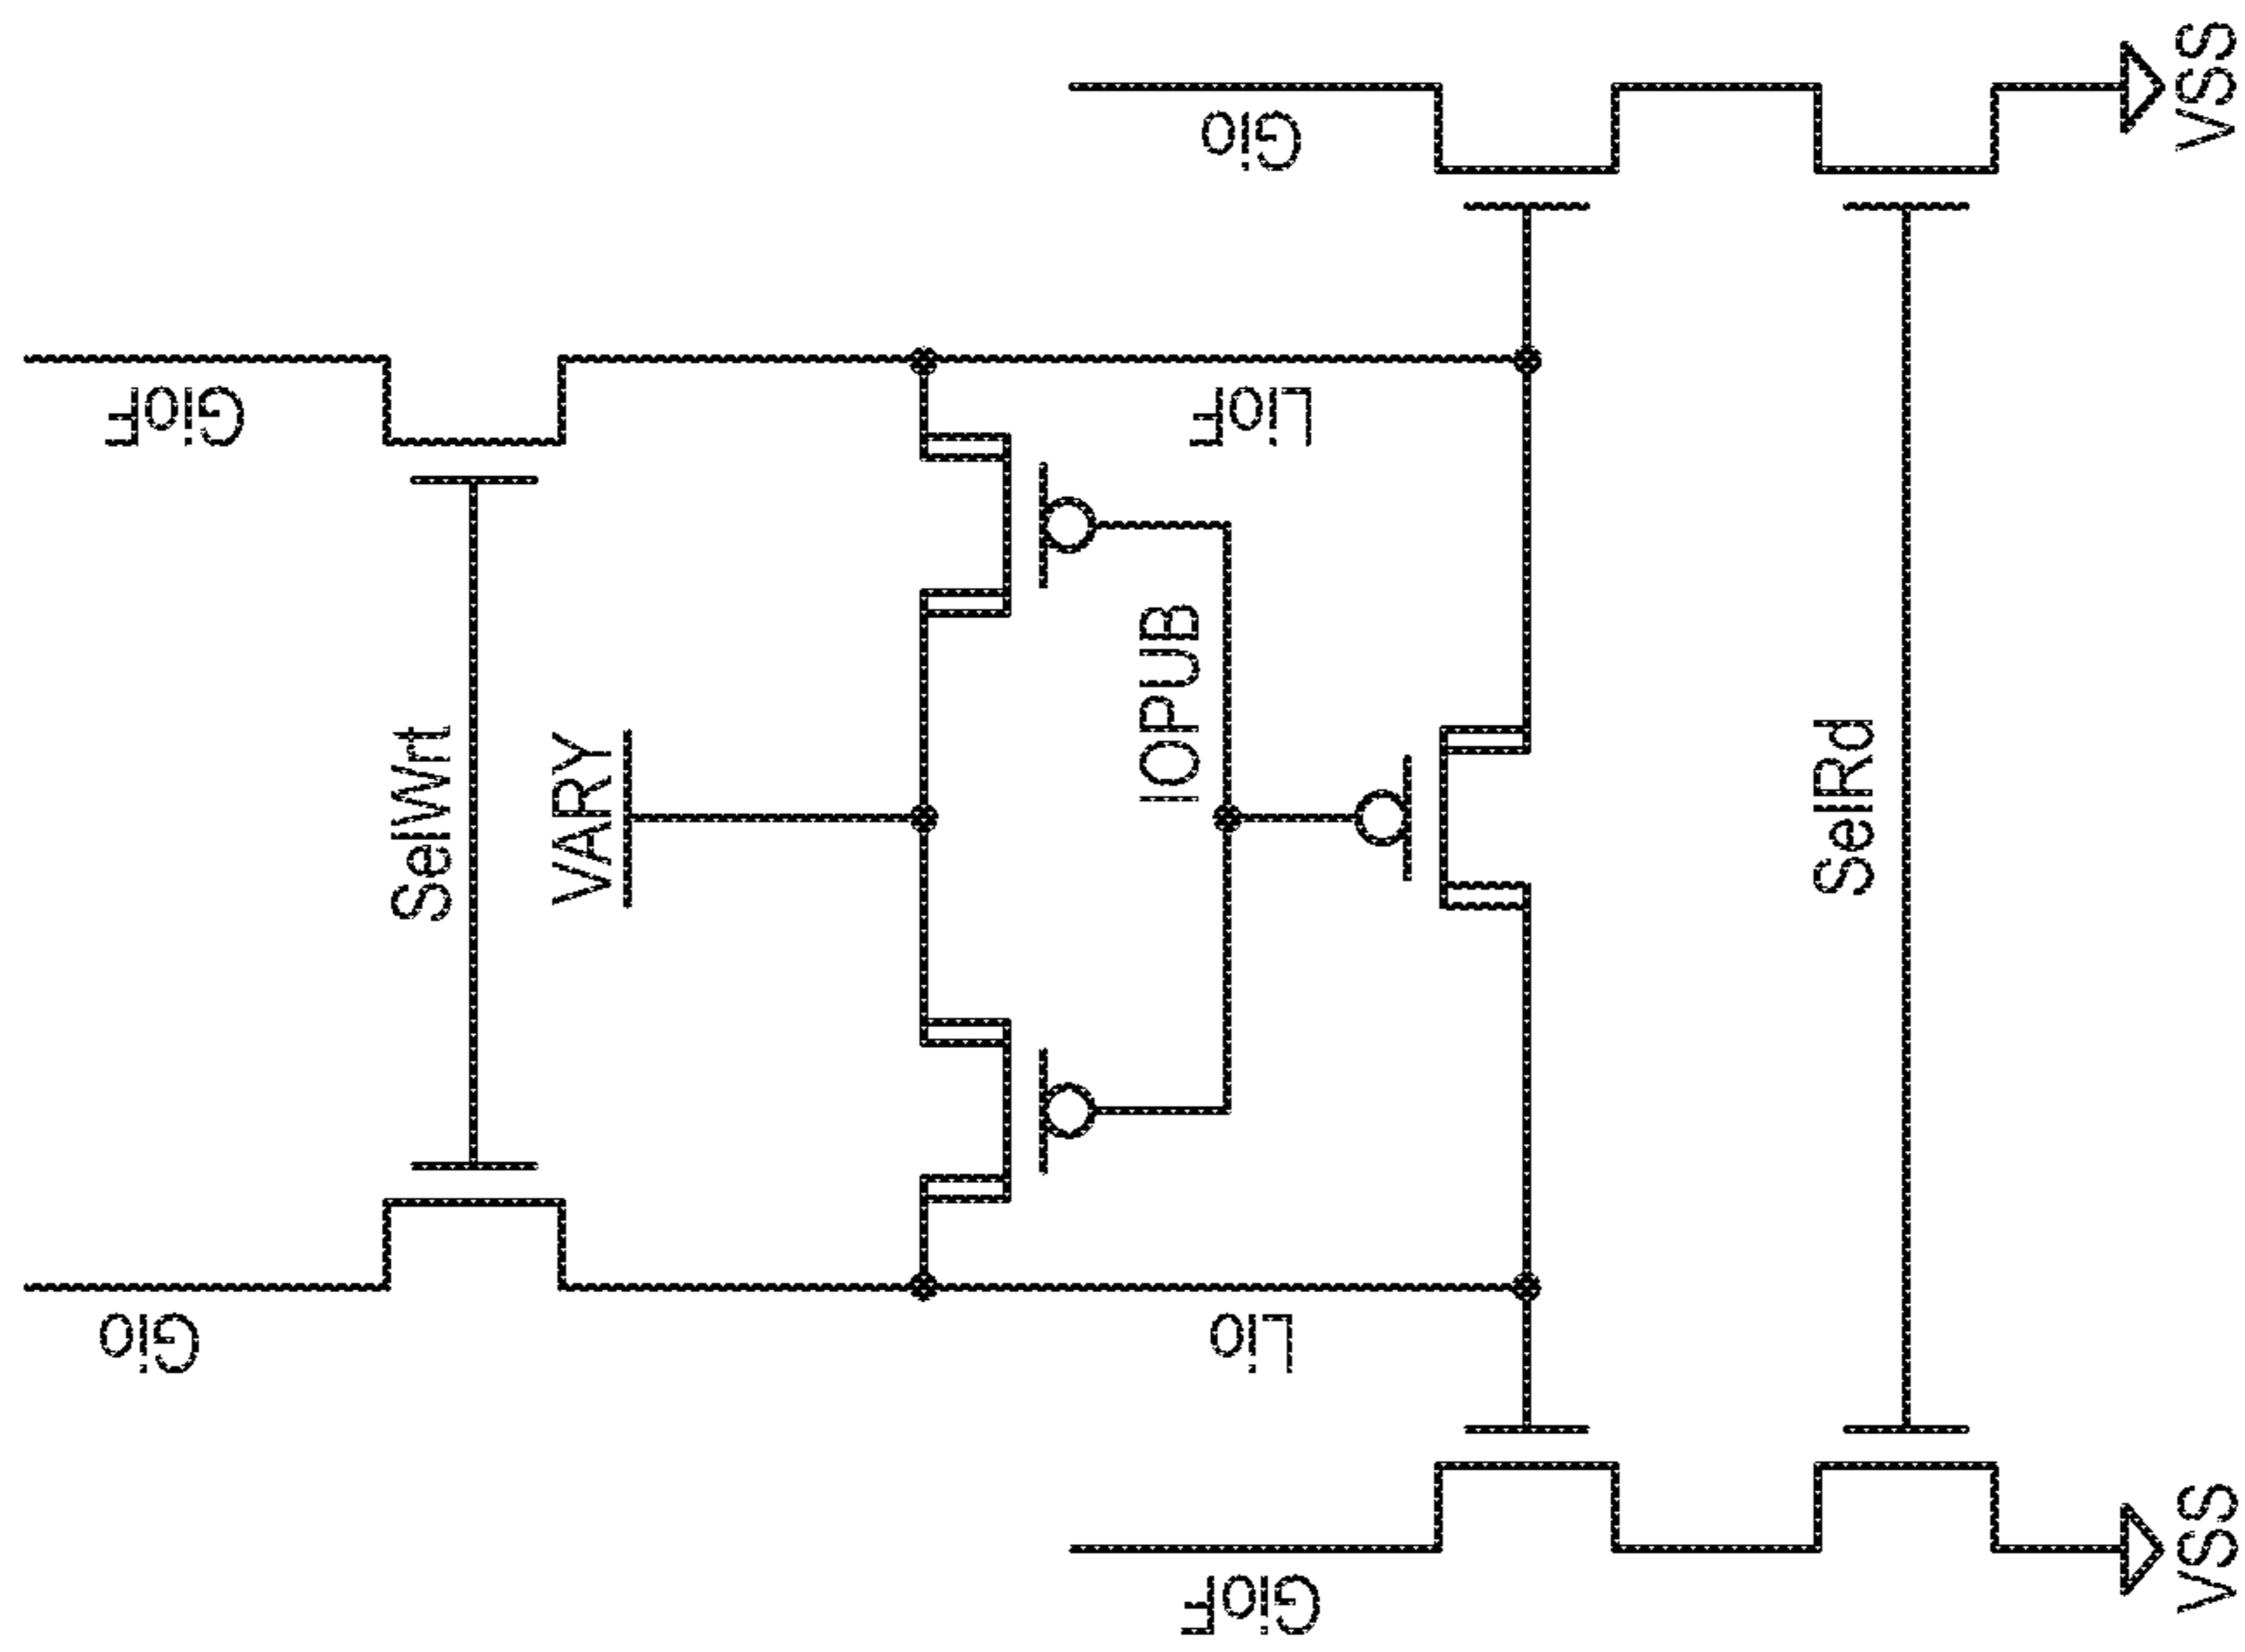 GioF
Gio
SelWrt
VARY
Gio
LioF
IOPUB
Lio
GioF
SelRd
VSS
VSS